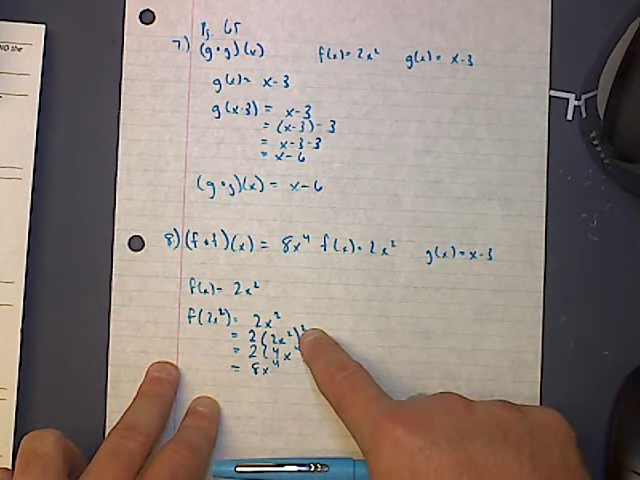 Pg. 65
7.) (g∘g)(x) f(x) = 2x² g(x) = x-3
g(x) = x-3
g(x-3) = x-3
= (x-3)-3
= x-3-3
= x-6
(g∘g)(x) = x-6
8) (f∘f)(x) = 8x⁴ f(x) = 2x² g(x) = x-3
f(x) = 2x²
f(2x²) = 2x²
= 2(2x²)²
= 2(4x⁴
= 8x⁴